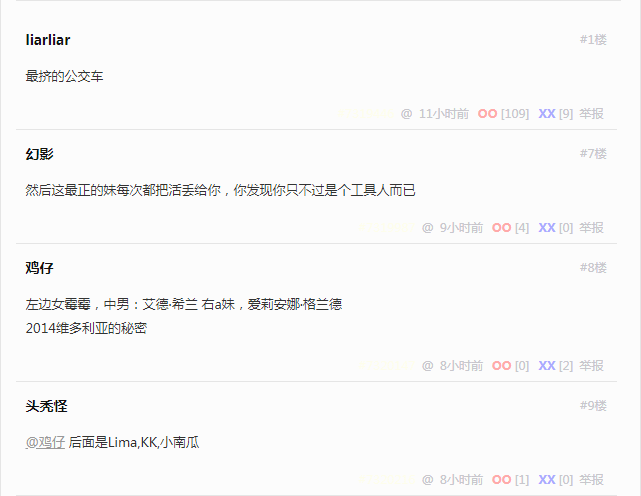 liarliar #1楼
最挤的公交车
@ 11小时前 OO [109] XX [9] 举报
幻影 #7楼
然后这最正的妹每次都把活丢给你，你发现你只不过是个工具人而已
@ 9小时前 OO [4] XX [0] 举报
鸡仔 #8楼
左边女霉霉，中男：艾德·希兰 右a妹，爱莉安娜·格兰德
2014维多利亚的秘密
@ 8小时前 OO [0] XX [2] 举报
头秃怪 #9楼
@鸡仔 后面是Lima,KK,小南瓜
@ 8小时前 OO [1] XX [0] 举报